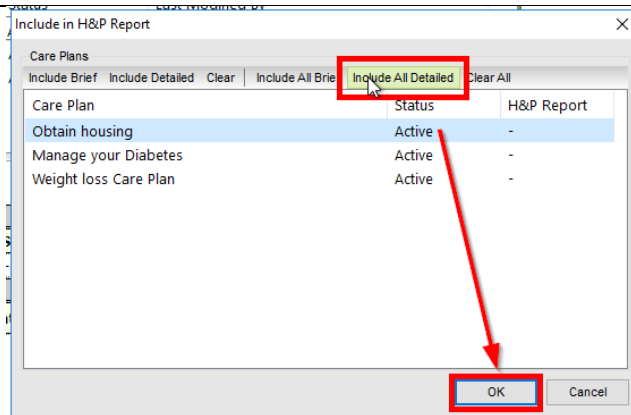 Status Last Modified By
Include in H&P Report
Care Plans
Include Brief Include Detailed Clear Include All Brie Include All Detailed Clear All
Care Plan Status H&P Report
Obtain housing Active -
Manage your Diabetes Active -
Weight loss Care Plan Active -
OK Cancel